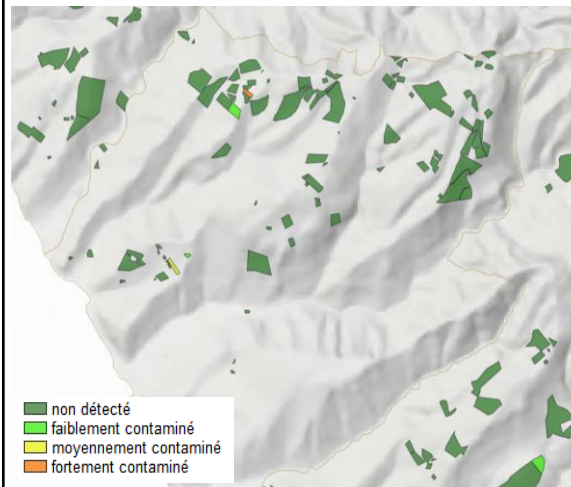 non détecté
faiblement contaminé
moyennement contaminé
fortement contaminé